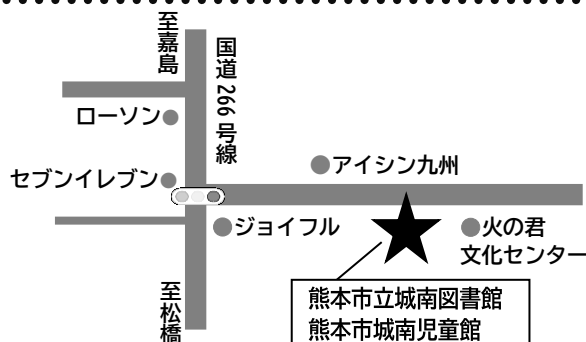 至嘉島
国道266号線
ローソン
アイシン九州
セブンイレブン
ジョイフル
火の君
文化センター
至松橋
熊本市立城南図書館
熊本市城南児童館